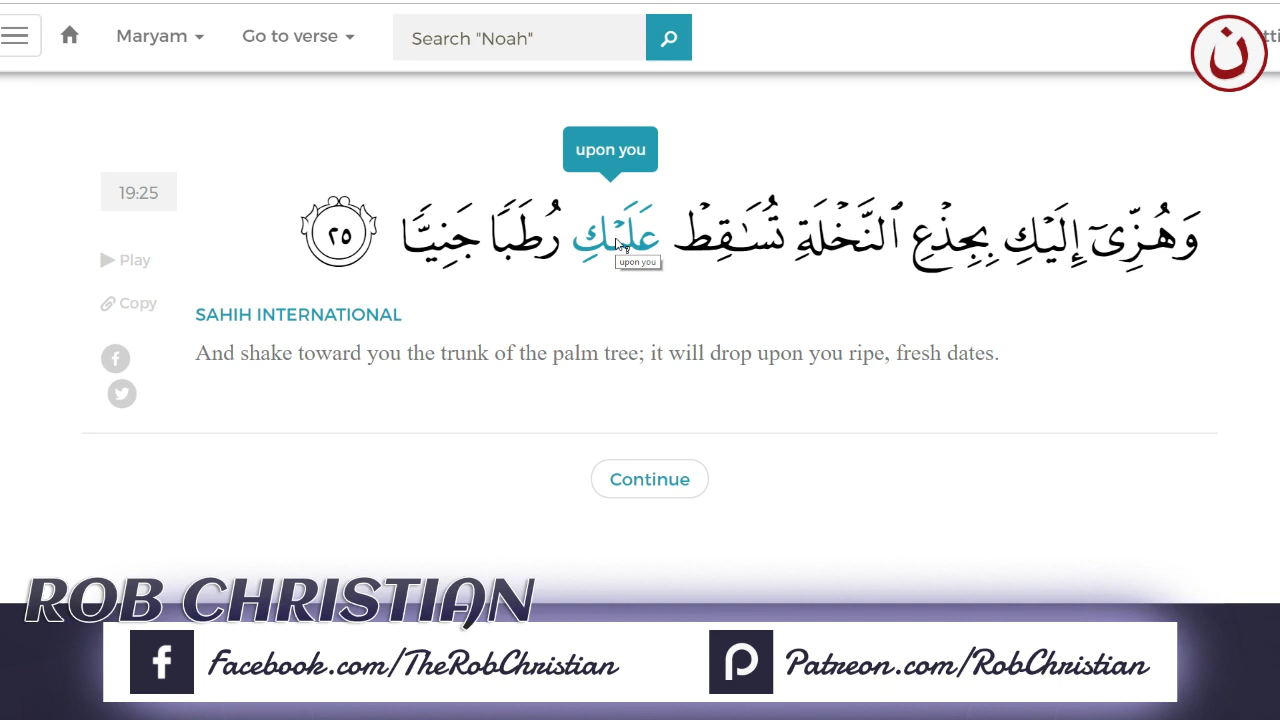 Maryam
Go to verse
Search "Noah"
ن
upon you
19:25
وَهُزِّىٓ إِلَيْكِ بِجِذْعِ ٱلنَّخْلَةِ تُسَـٰقِطْ عَلَيْكِ رُطَبًا جَنِيًّا ٢٥
upon you
Play
Copy
SAHIH INTERNATIONAL
And shake toward you the trunk of the palm tree; it will drop upon you ripe, fresh dates.
Continue
ROB CHRISTIAN
Facebook.com/TheRobChristian
Patreon.com/RobChristian